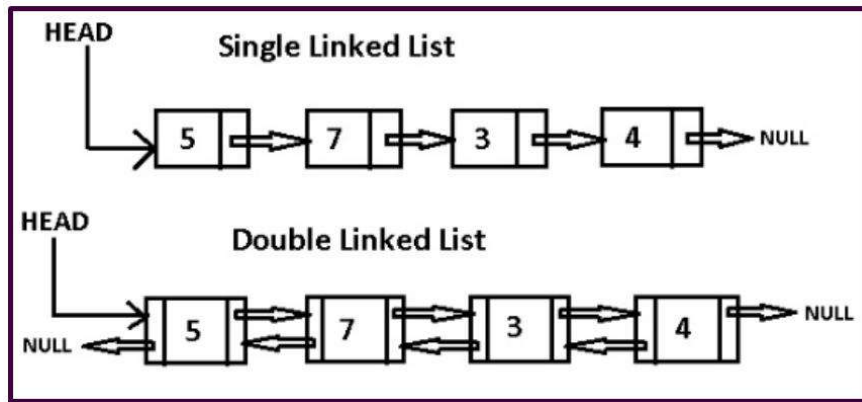 HEAD
Single Linked List
5 7 3 4 NULL
HEAD
Double Linked List
NULL 5 7 3 4 NULL